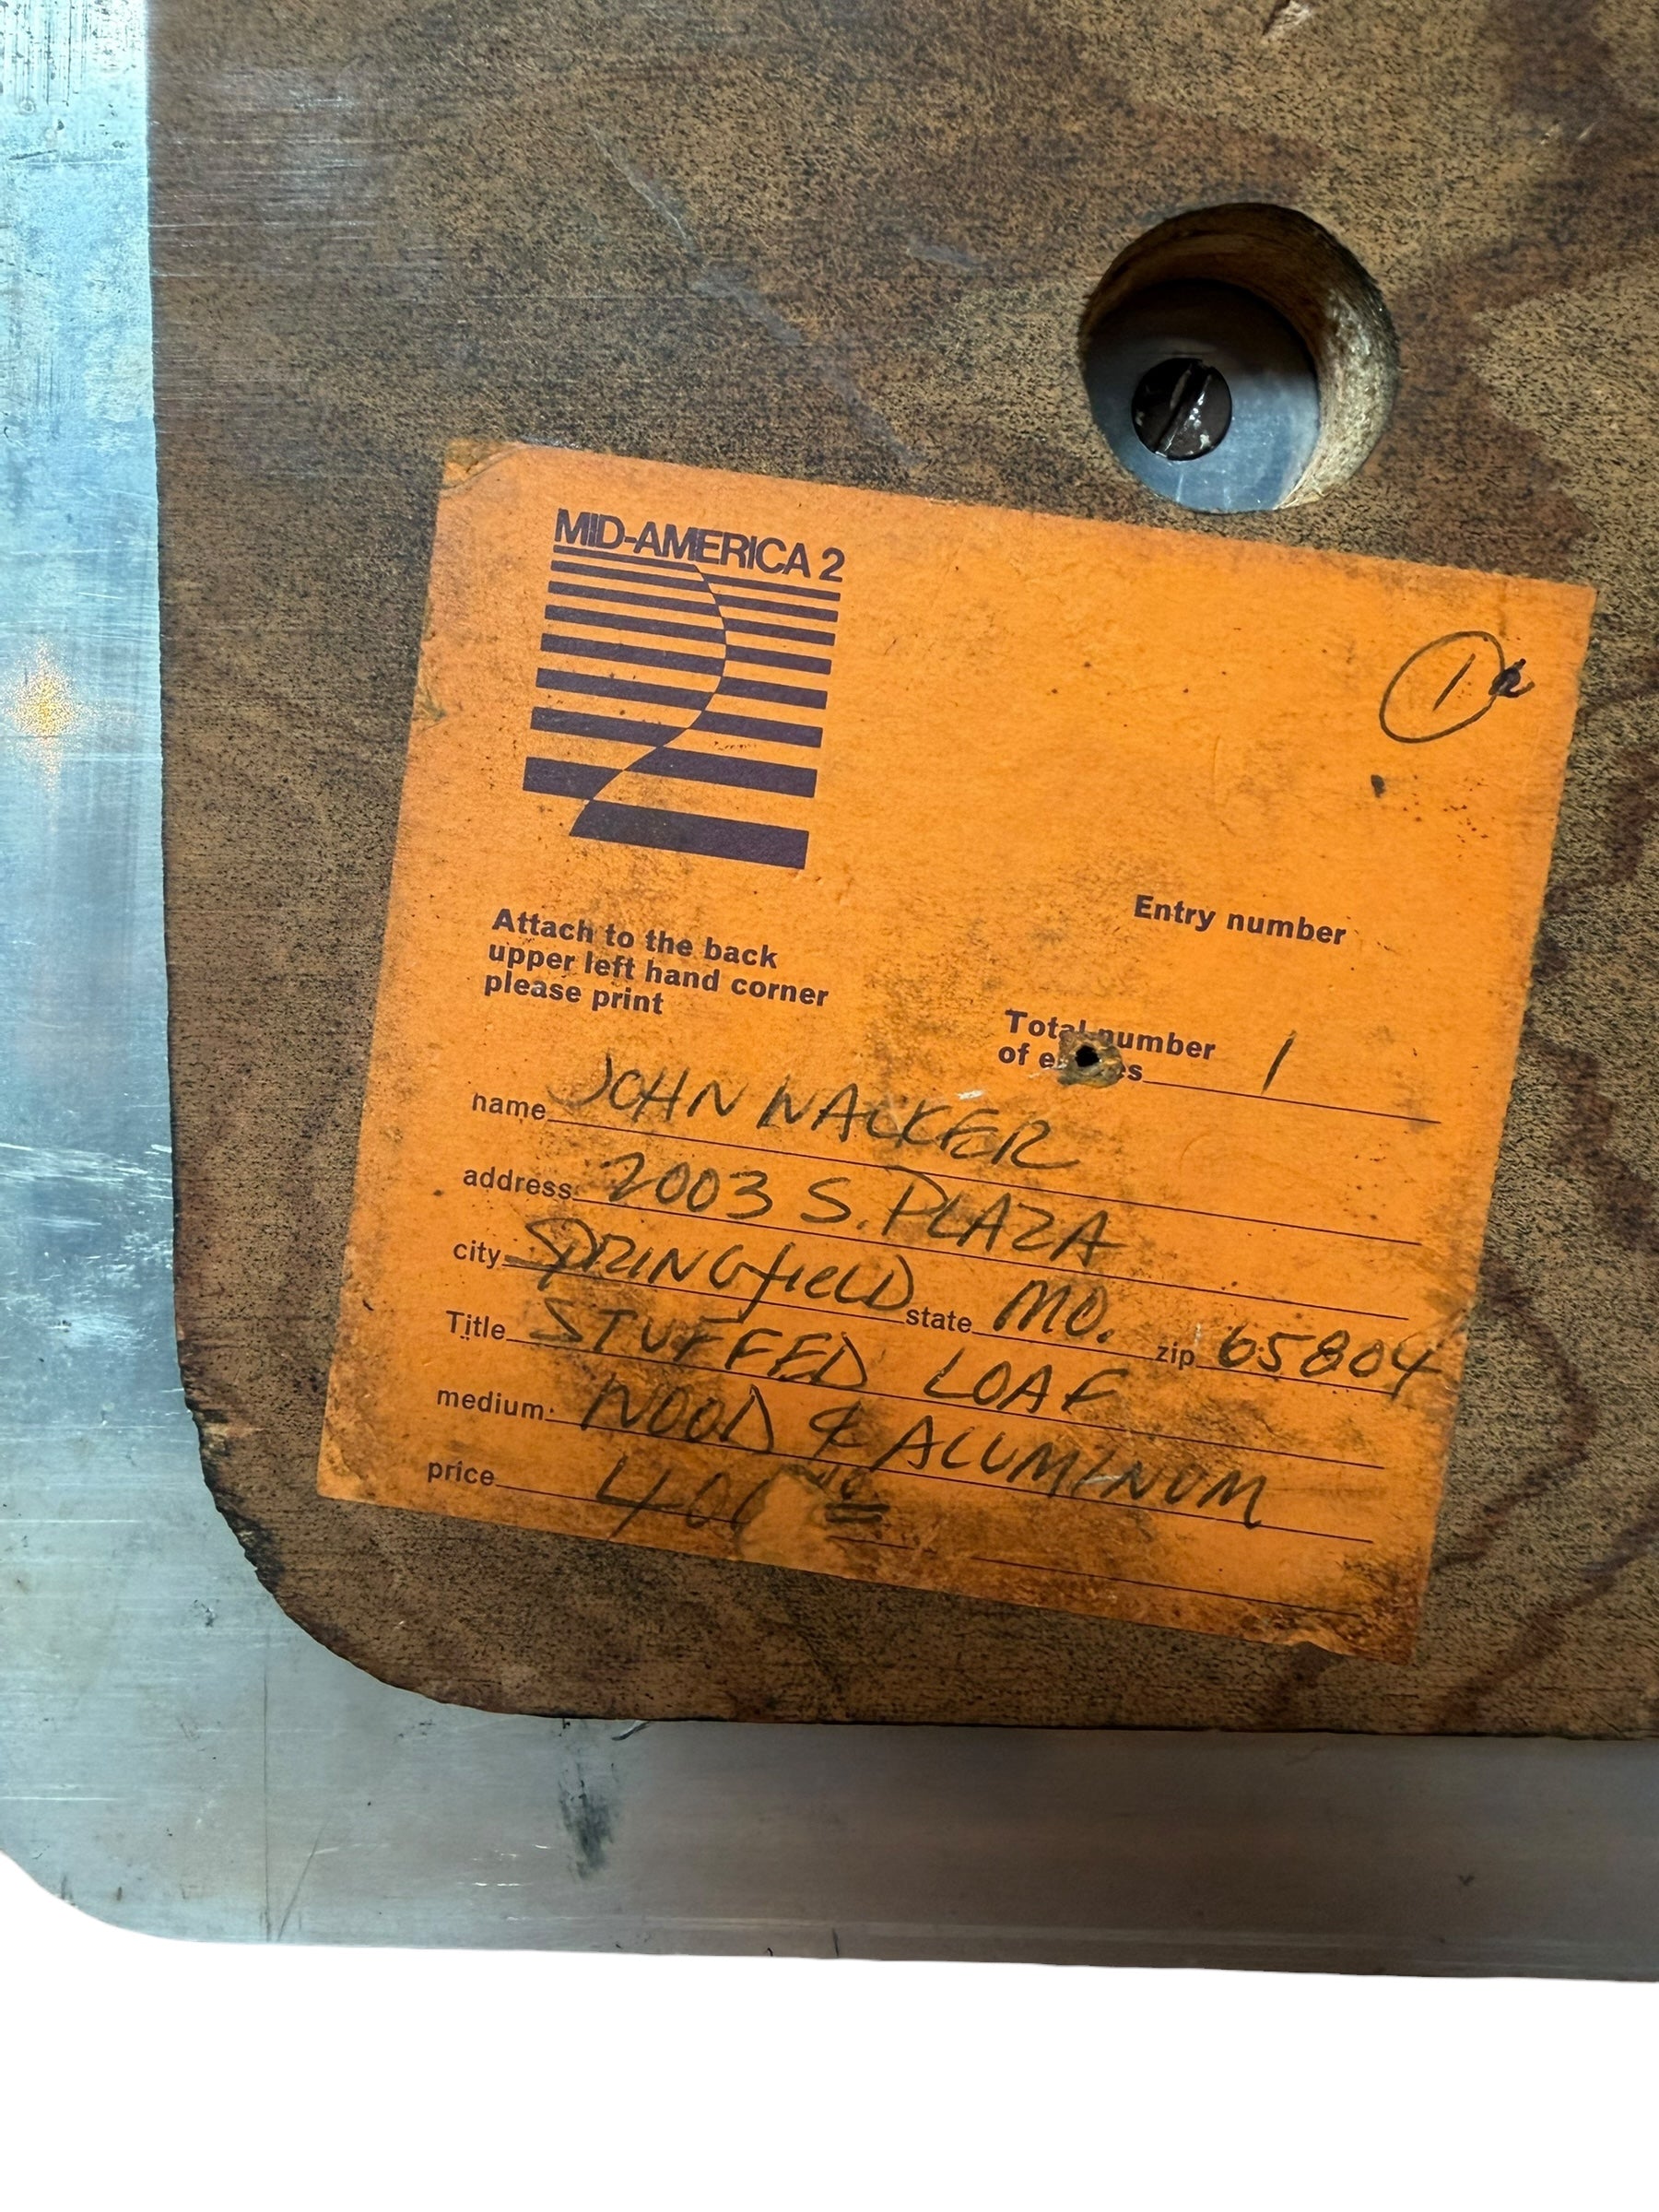 MID-AMERICA 2
1
Entry number
Attach to the back
upper left hand corner
please print
Total number
of entries 1
name JOHN WALKER
address 2003 S. PLAZA
city SPRINGfiELD state MO. zip 65804
Title STUFFED LOAF
medium WOOD & ALUMINUM
price 400